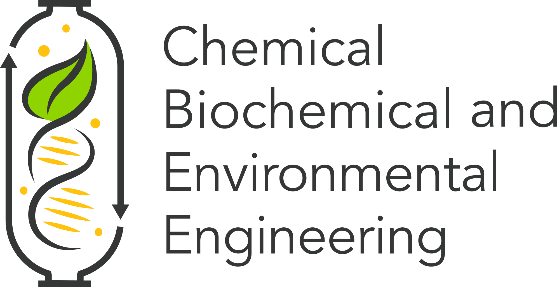 Chemical
Biochemical and
Environmental
Engineering